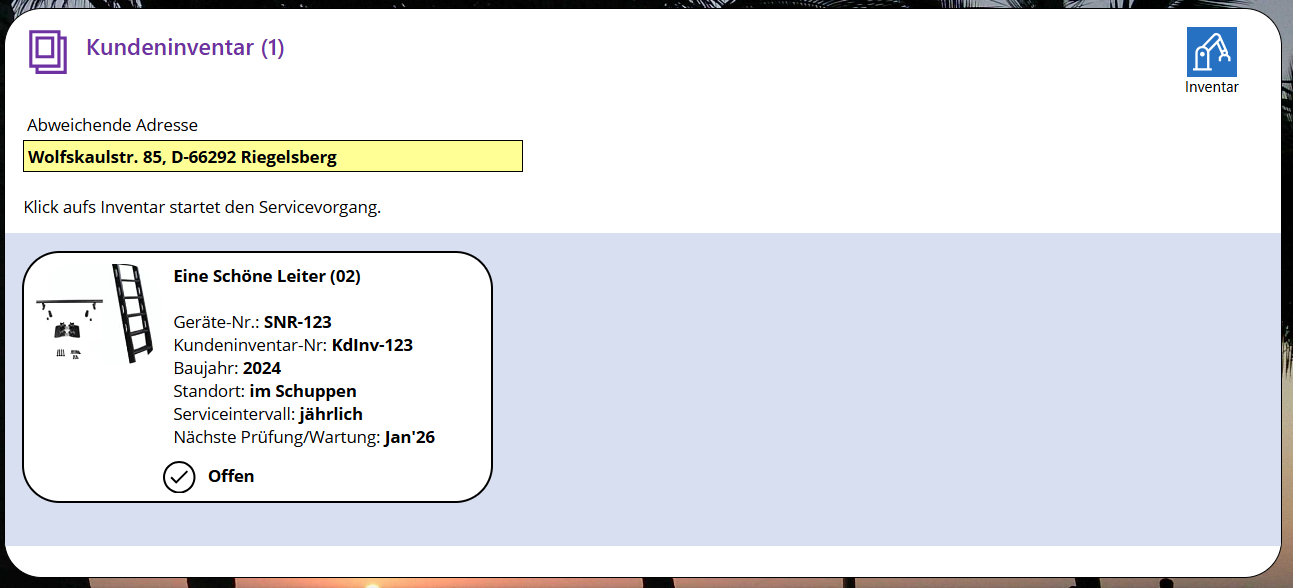 Kundeninventar (1)
Inventar
Abweichende Adresse
Wolfskaulstr. 85, D-66292 Riegelsberg
Klick aufs Inventar startet den Servicevorgang.
Eine Schöne Leiter (02)
Geräte-Nr.: SNR-123
Kundeninventar-Nr: KdInv-123
Baujahr: 2024
Standort: im Schuppen
Serviceintervall: jährlich
Nächste Prüfung/Wartung: Jan'26
Offen